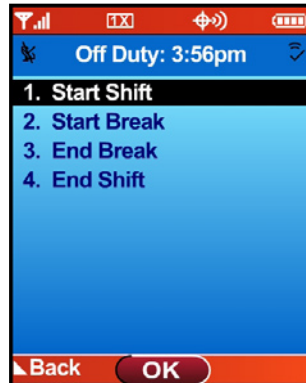 1X
Off Duty: 3:56pm
1. Start Shift
2. Start Break
3. End Break
4. End Shift
Back OK